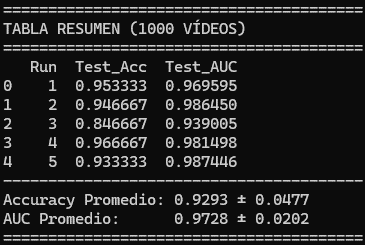 ========================================
TABLA RESUMEN (1000 VÍDEOS)
========================================
   Run  Test_Acc  Test_AUC
0    1  0.953333  0.969595
1    2  0.946667  0.986450
2    3  0.846667  0.939005
3    4  0.966667  0.981498
4    5  0.933333  0.987446
----------------------------------------
Accuracy Promedio: 0.9293 ± 0.0477
AUC Promedio:      0.9728 ± 0.0202
========================================